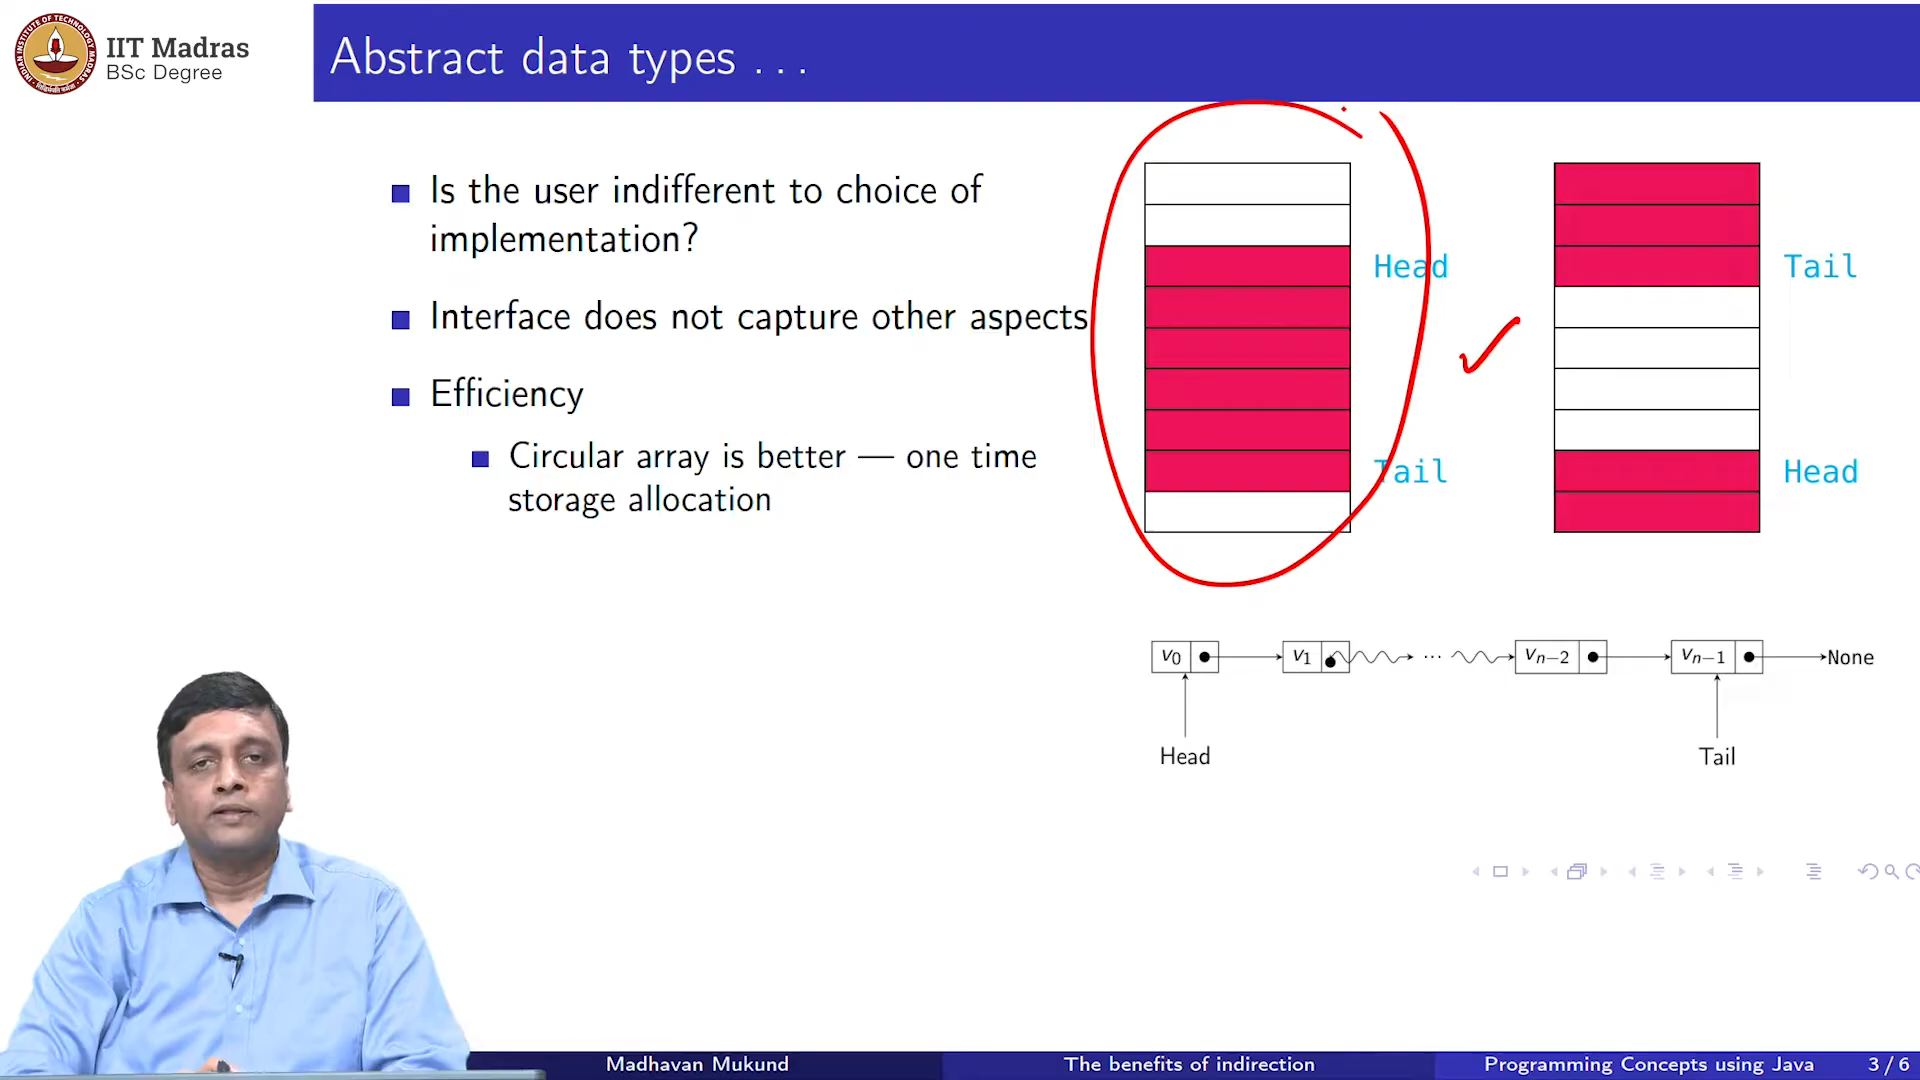 IIT Madras
BSc Degree
Abstract data types . . .
Is the user indifferent to choice of
implementation?
Interface does not capture other aspects
Efficiency
Circular array is better — one time
storage allocation
Head
Tail
Tail
Head
v0
v1
...
vn−2
vn−1
None
Head
Tail
Madhavan Mukund
The benefits of indirection
Programming Concepts using Java
3 / 6